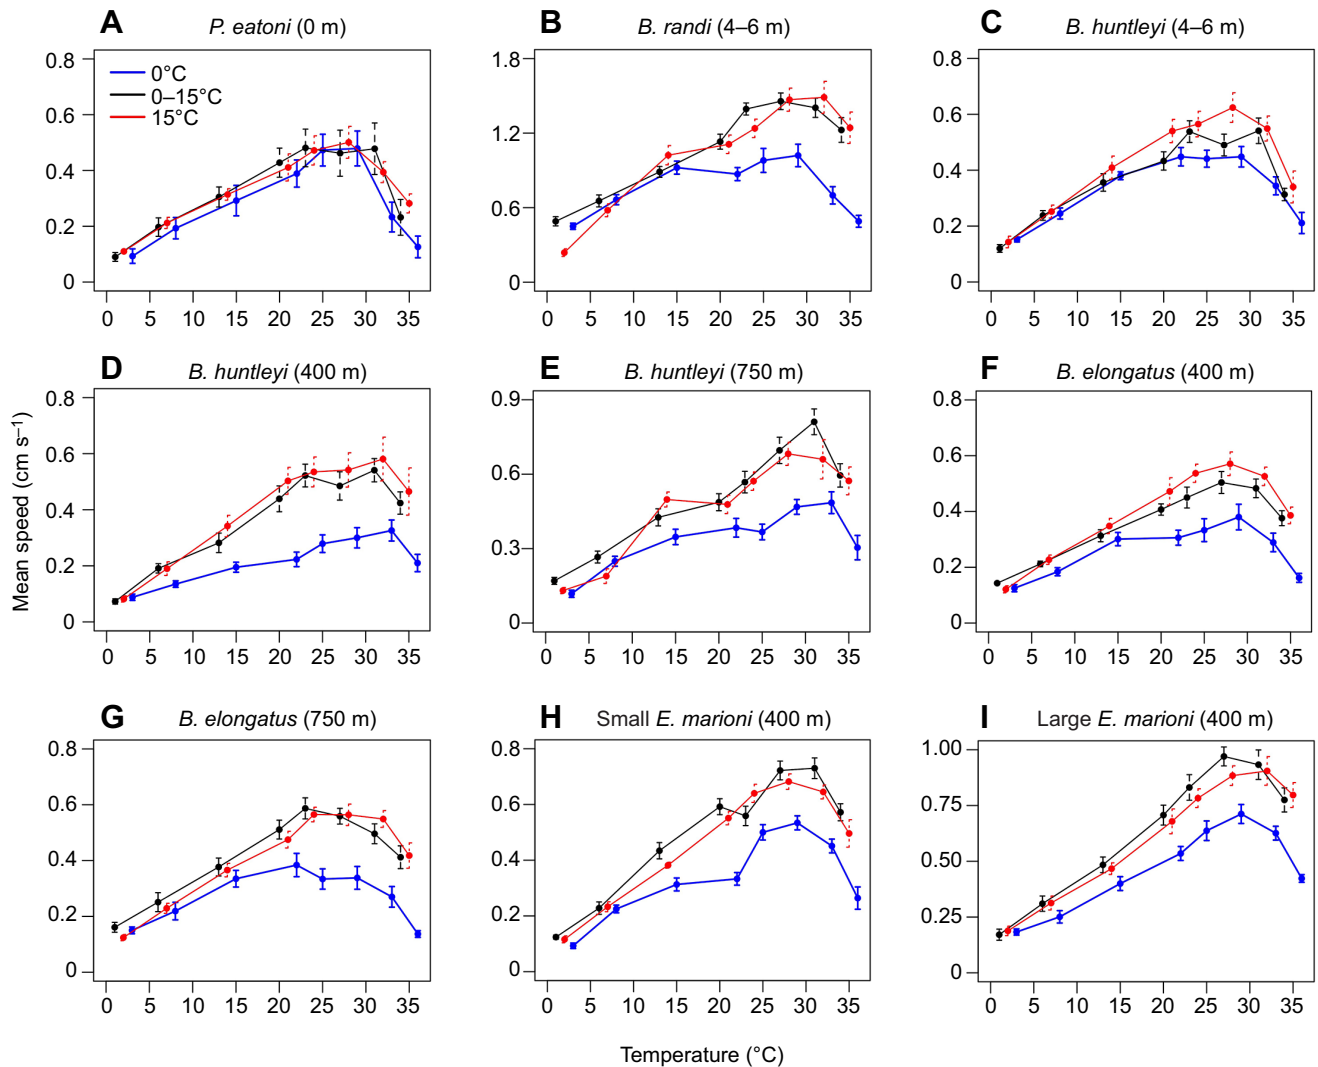 A P. eatoni (0 m)
0.8
0.6
0.4
0.2
0
0°C
0–15°C
15°C
0 5 10 15 20 25 30 35
B B. randi (4–6 m)
1.8
1.2
0.6
0
0 5 10 15 20 25 30 35
C B. huntleyi (4–6 m)
0.8
0.6
0.4
0.2
0
0 5 10 15 20 25 30 35
Mean speed (cm s–1)
D B. huntleyi (400 m)
0.8
0.6
0.4
0.2
0
0 5 10 15 20 25 30 35
E B. huntleyi (750 m)
0.9
0.6
0.3
0
0 5 10 15 20 25 30 35
F B. elongatus (400 m)
0.8
0.6
0.4
0.2
0
0 5 10 15 20 25 30 35
G B. elongatus (750 m)
0.8
0.6
0.4
0.2
0
0 5 10 15 20 25 30 35
H Small E. marioni (400 m)
0.8
0.6
0.4
0.2
0
0 5 10 15 20 25 30 35
I Large E. marioni (400 m)
1.00
0.75
0.50
0.25
0
0 5 10 15 20 25 30 35
Temperature (°C)